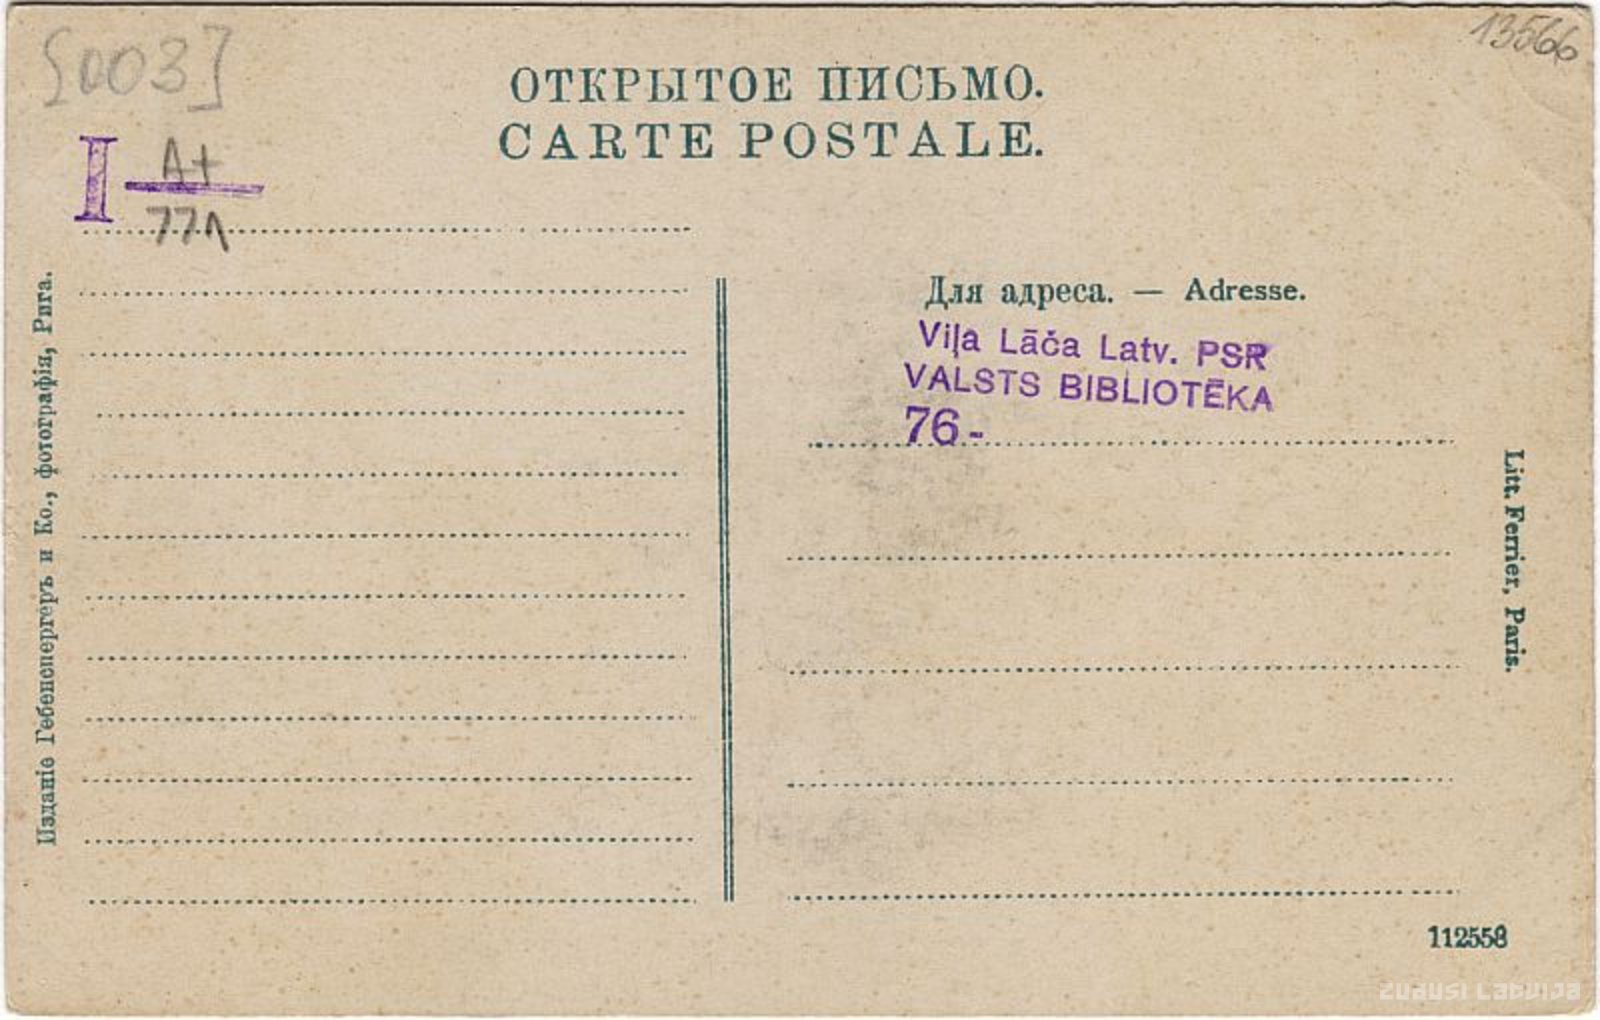 [003]
13566
ОТКРЫТОЕ ПИСЬМО.
CARTE POSTALE.
I A+
771
Для адреса. — Adresse.
Viļa Lāča Latv. PSR
VALSTS BIBLIOTĒKA
76-
Изданіе Гебенспергеръ и Ко., фотографія, Рига.
Litt. Ferrier, Paris.
112558
zudusi Latvija